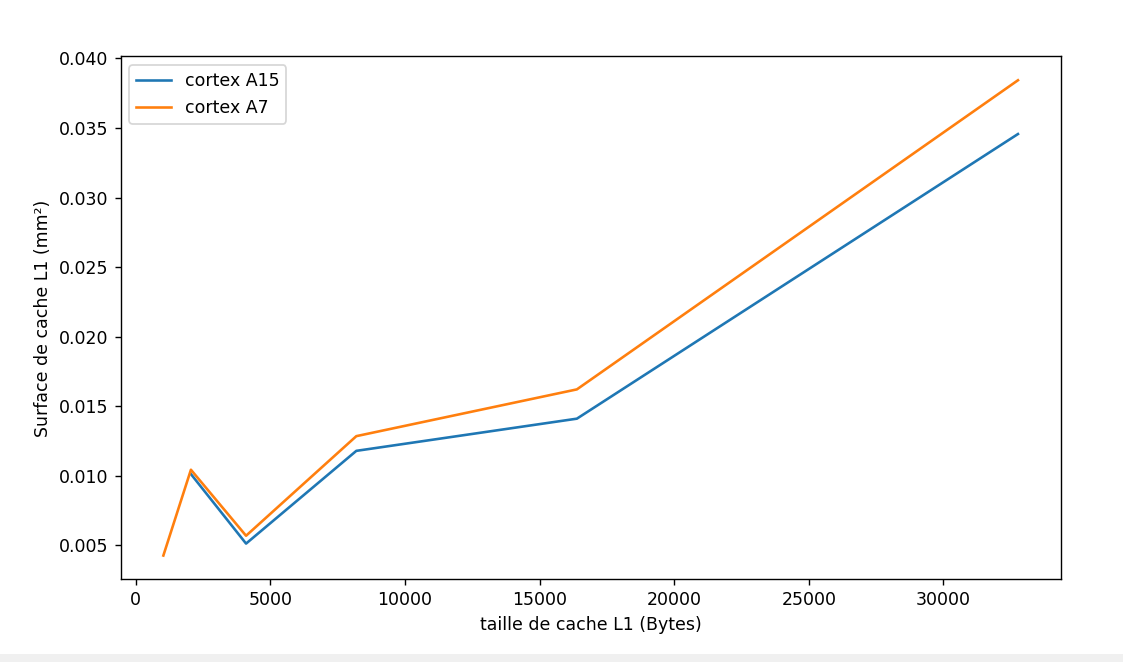 cortex A15
cortex A7
0.040
0.035
0.030
0.025
0.020
0.015
0.010
0.005
Surface de cache L1 (mm²)
0 5000 10000 15000 20000 25000 30000
taille de cache L1 (Bytes)